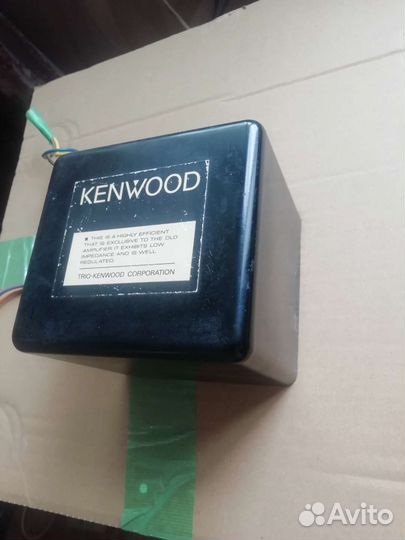 KENWOOD
★ THIS IS A HIGHLY EFFICIENT
THAT IS EXCLUSIVE TO THE DLD
AMPLIFIER IT EXHIBITS LOW
IMPEDANCE AND IS WELL
REGULATED.
TRIO-KENWOOD CORPORATION
Avito